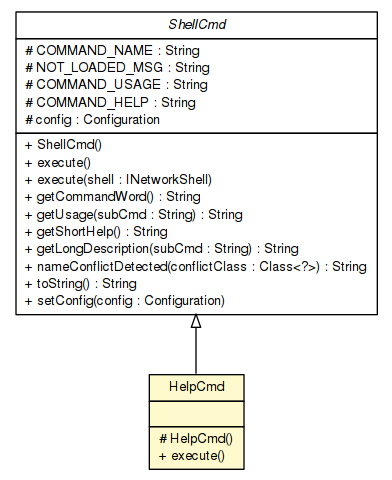 ShellCmd
# COMMAND_NAME : String
# NOT_LOADED_MSG : String
# COMMAND_USAGE : String
# COMMAND_HELP : String
# config : Configuration
+ ShellCmd()
+ execute()
+ execute(shell : INetworkShell)
+ getCommandWord() : String
+ getUsage(subCmd : String) : String
+ getShortHelp() : String
+ getLongDescription(subCmd : String) : String
+ nameConflictDetected(conflictClass : Class<?>) : String
+ toString() : String
+ setConfig(config : Configuration)
HelpCmd
# HelpCmd()
+ execute()